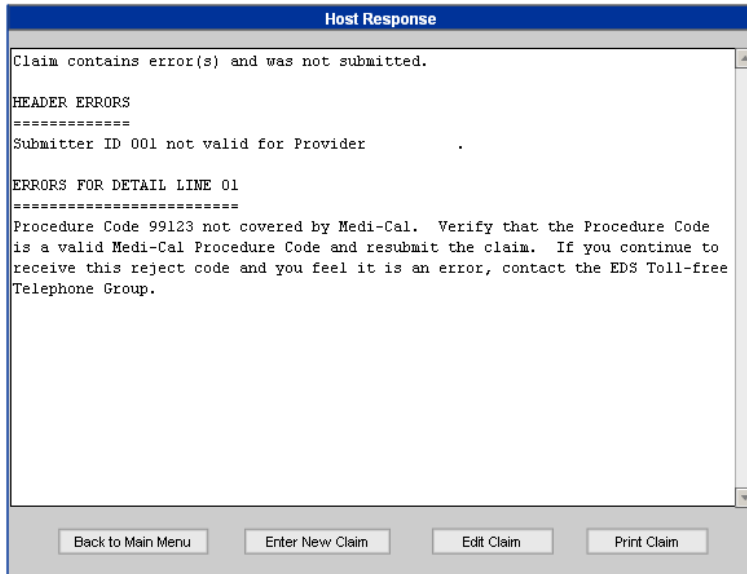 Host Response
Claim contains error(s) and was not submitted.
HEADER ERRORS
=============
Submitter ID 001 not valid for Provider          .
ERRORS FOR DETAIL LINE 01
=========================
Procedure Code 99123 not covered by Medi-Cal.  Verify that the Procedure Code
is a valid Medi-Cal Procedure Code and resubmit the claim.  If you continue to
receive this reject code and you feel it is an error, contact the EDS Toll-free
Telephone Group.
Back to Main Menu
Enter New Claim
Edit Claim
Print Claim